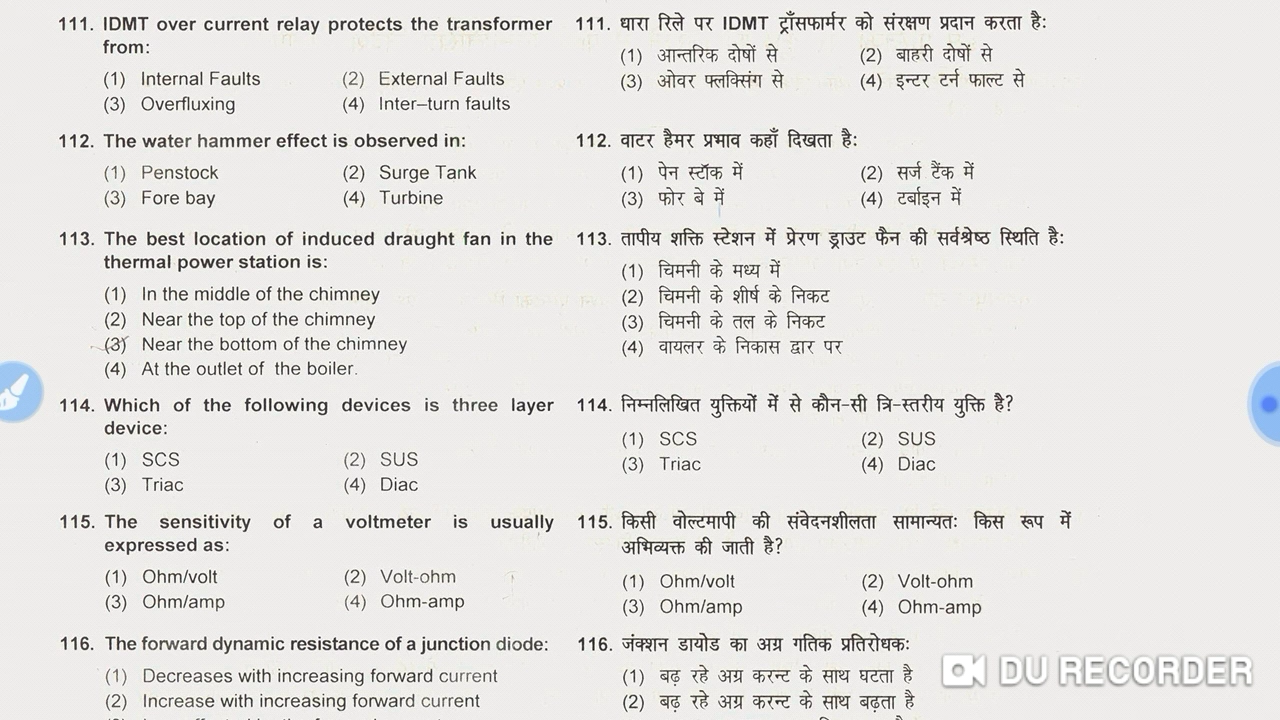 111. IDMT over current relay protects the transformer
from:
(1) Internal Faults (2) External Faults
(3) Overfluxing (4) Inter–turn faults
112. The water hammer effect is observed in:
(1) Penstock (2) Surge Tank
(3) Fore bay (4) Turbine
113. The best location of induced draught fan in the
thermal power station is:
(1) In the middle of the chimney
(2) Near the top of the chimney
(3) Near the bottom of the chimney
(4) At the outlet of the boiler.
114. Which of the following devices is three layer
device:
(1) SCS (2) SUS
(3) Triac (4) Diac
115. The sensitivity of a voltmeter is usually
expressed as:
(1) Ohm/volt (2) Volt-ohm
(3) Ohm/amp (4) Ohm-amp
116. The forward dynamic resistance of a junction diode:
(1) Decreases with increasing forward current
(2) Increase with increasing forward current
111. धारा रिले पर IDMT ट्राँसफार्मर को संरक्षण प्रदान करता है:
(1) आन्तरिक दोषों से (2) बाहरी दोषों से
(3) ओवर फ्लक्सिंग से (4) इन्टर टर्न फाल्ट से
112. वाटर हैमर प्रभाव कहाँ दिखता है:
(1) पेन स्टॉक में (2) सर्ज टैंक में
(3) फोर बे में (4) टर्बाइन में
113. तापीय शक्ति स्टेशन में प्रेरण ड्राउट फैन की सर्वश्रेष्ठ स्थिति है:
(1) चिमनी के मध्य में
(2) चिमनी के शीर्ष के निकट
(3) चिमनी के तल के निकट
(4) वायलर के निकास द्वार पर
114. निम्नलिखित युक्तियों में से कौन-सी त्रि-स्तरीय युक्ति है?
(1) SCS (2) SUS
(3) Triac (4) Diac
115. किसी वोल्टमापी की संवेदनशीलता सामान्यतः किस रूप में
अभिव्यक्त की जाती है?
(1) Ohm/volt (2) Volt-ohm
(3) Ohm/amp (4) Ohm-amp
116. जंक्शन डायोड का अग्र गतिक प्रतिरोधक:
(1) बढ़ रहे अग्र करन्ट के साथ घटता है
(2) बढ़ रहे अग्र करन्ट के साथ बढ़ता है
DU RECORDER